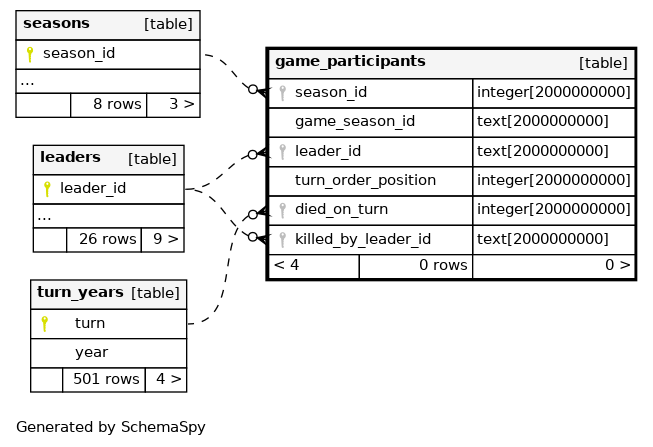 seasons [table]
season_id
...
8 rows 3 >
leaders [table]
leader_id
...
26 rows 9 >
turn_years [table]
turn
year
501 rows 4 >
game_participants [table]
season_id integer[2000000000]
game_season_id text[2000000000]
leader_id text[2000000000]
turn_order_position integer[2000000000]
died_on_turn integer[2000000000]
killed_by_leader_id text[2000000000]
< 4 0 rows 0 >
Generated by SchemaSpy